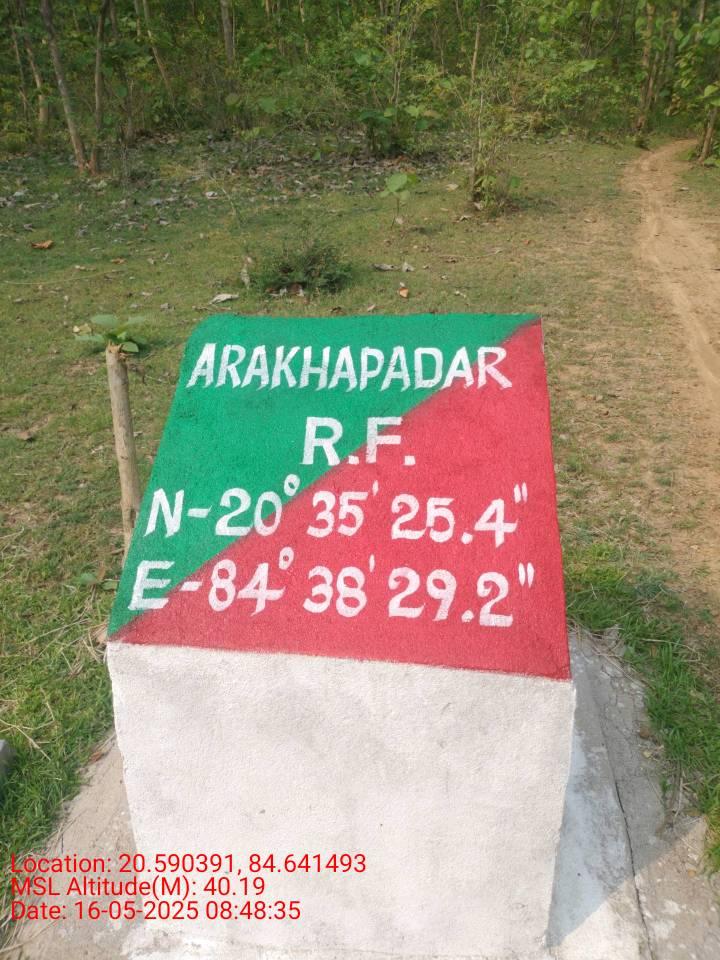 ARAKHAPADAR
R.F.
N-20° 35' 25.4"
E-84° 38' 29.2"
Location: 20.590391, 84.641493
MSL Altitude(M): 40.19
Date: 16-05-2025 08:48:35